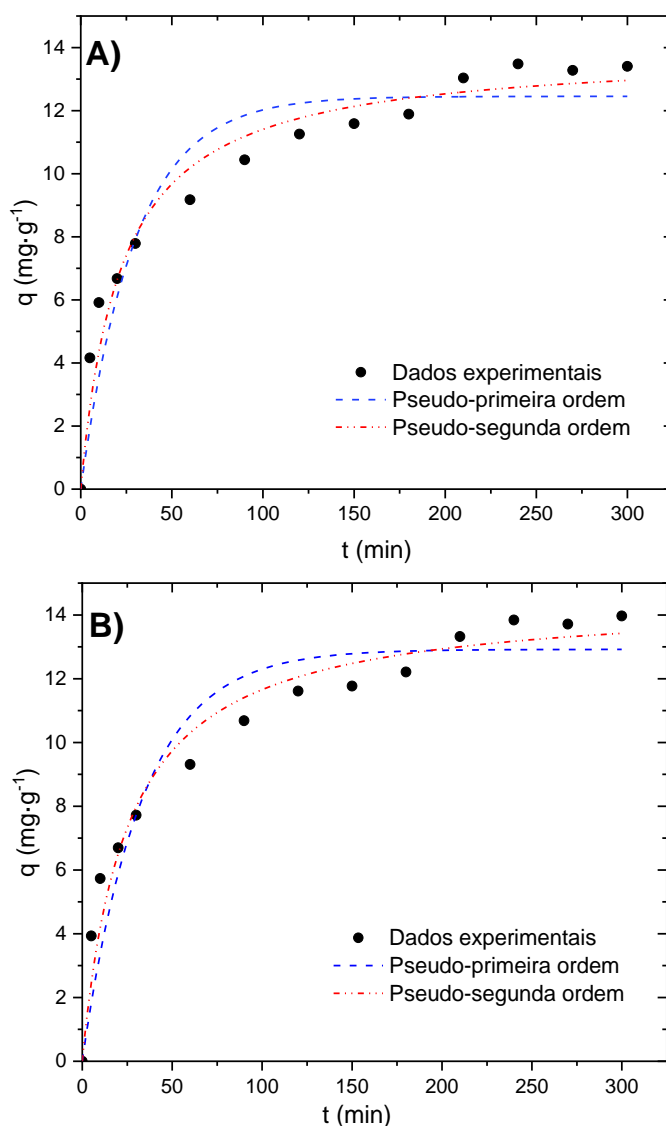 A)
14
12
10
8
6
4
2
0
q (mg·g⁻¹)
Dados experimentais
Pseudo-primeira ordem
Pseudo-segunda ordem
0 50 100 150 200 250 300
t (min)
B)
14
12
10
8
6
4
2
0
q (mg·g⁻¹)
Dados experimentais
Pseudo-primeira ordem
Pseudo-segunda ordem
0 50 100 150 200 250 300
t (min)